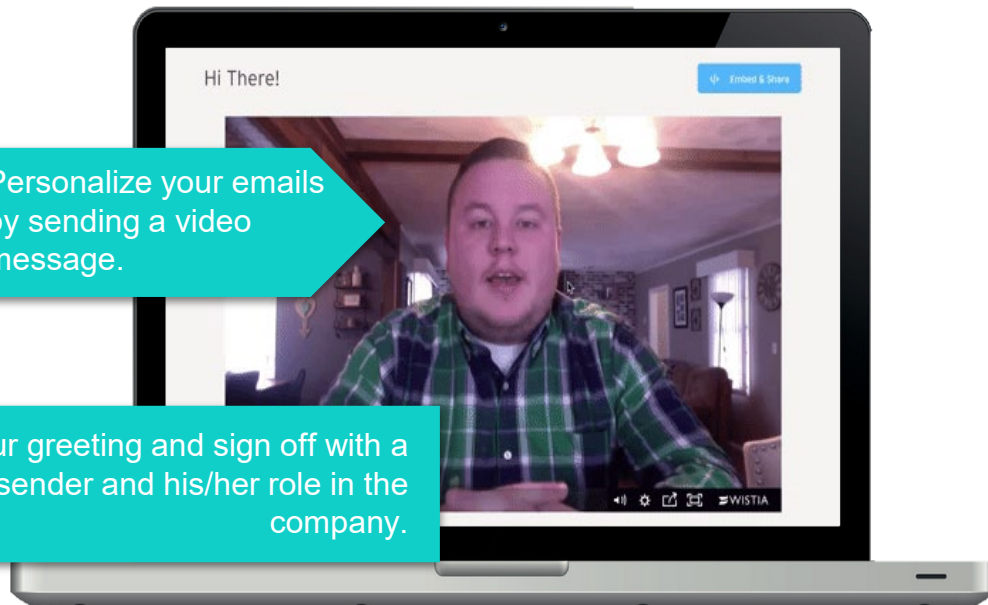 Hi There!
Embed & Share
Personalize your emails
by sending a video
message.
ur greeting and sign off with a
sender and his/her role in the
company.
WISTIA